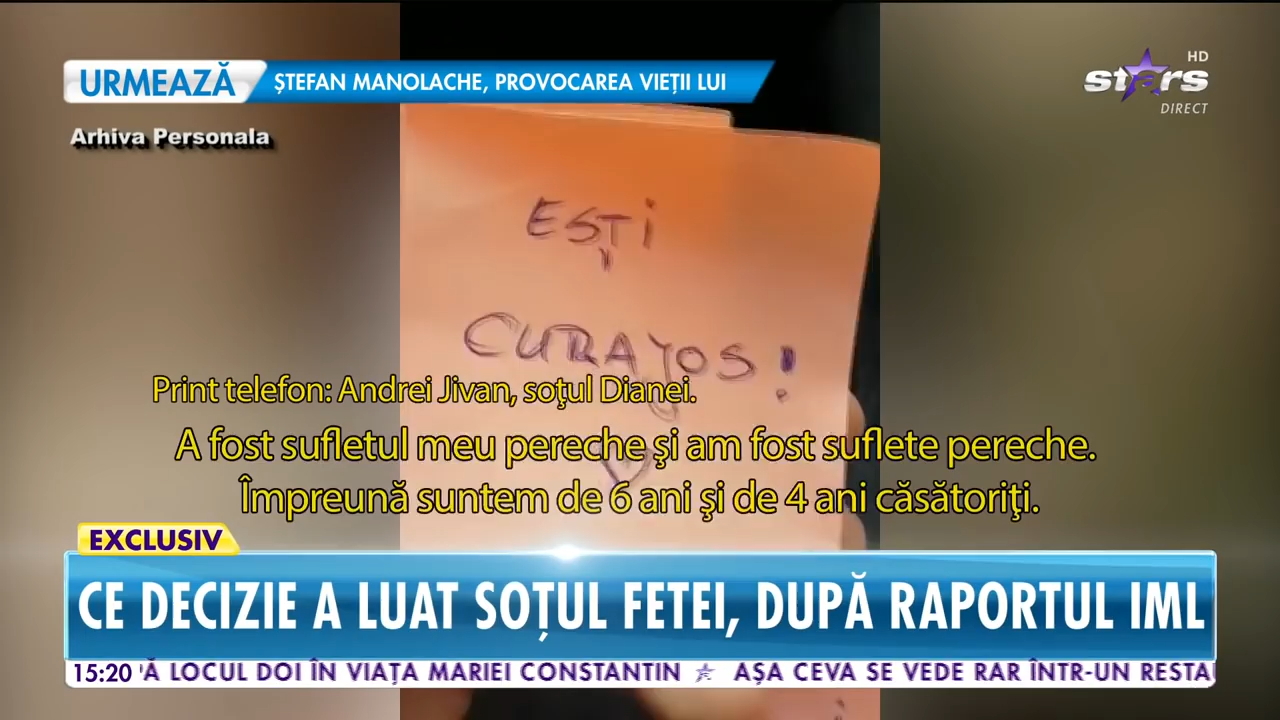 URMEAZĂ
ȘTEFAN MANOLACHE, PROVOCAREA VIEȚII LUI
HD
stars
DIRECT
Arhiva Personala
EȘTI
CURAJOS!
Print telefon: Andrei Jivan, soţul Dianei.
A fost sufletul meu pereche şi am fost suflete pereche.
Împreună suntem de 6 ani şi de 4 ani căsătoriţi.
EXCLUSIV
CE DECIZIE A LUAT SOȚUL FETEI, DUPĂ RAPORTUL IML
15:20 LOCUL DOI ÎN VIAȚA MARIEI CONSTANTIN AȘA CEVA SE VEDE RAR ÎNTR-UN